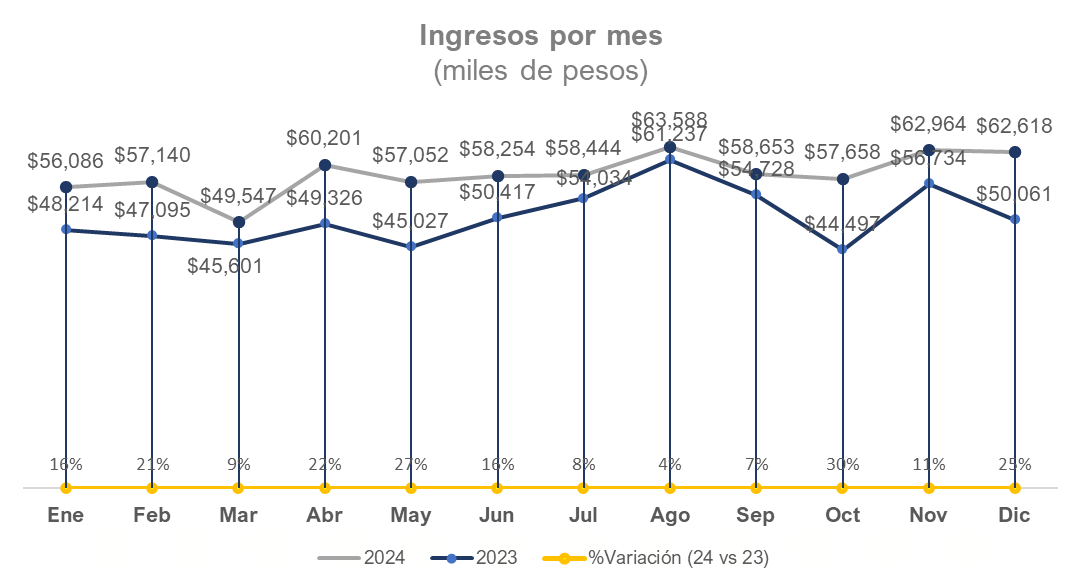 Ingresos por mes
(miles de pesos)
$63,588
$61,237
$60,201
$62,964 $62,618
$56,086 $57,140
$57,052 $58,254 $58,444
$58,653 $57,658
$56,734
$54,728
$54,034
$49,547
$49,326
$50,417
$50,061
$48,214 $47,095
$45,027
$44,497
$45,601
16% 21% 9% 22% 27% 16% 8% 4% 7% 30% 11% 25%
Ene Feb Mar Abr May Jun Jul Ago Sep Oct Nov Dic
2024 2023 %Variación (24 vs 23)